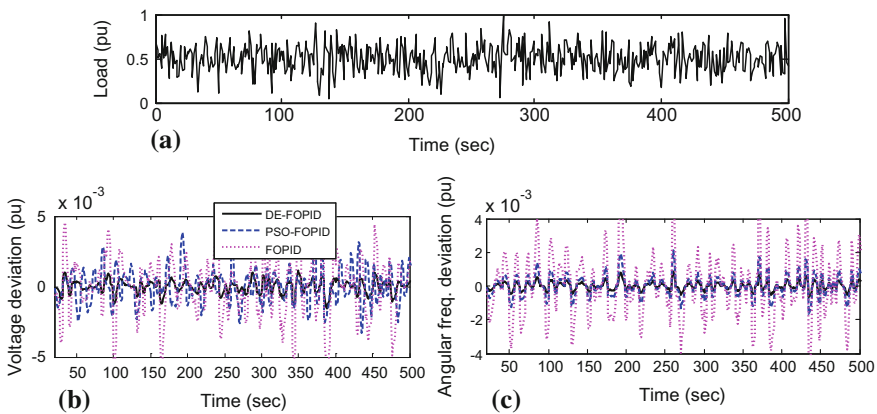 1
0.5
0
Load (pu)
0 100 200 300 400 500
Time (sec)
(a)
x 10-3
5
0
-5
Voltage deviation (pu)
DE-FOPID
PSO-FOPID
FOPID
50 100 150 200 250 300 350 400 450 500
Time (sec)
(b)
x 10-3
4
2
0
-2
-4
Angular freq. deviation (pu)
50 100 150 200 250 300 350 400 450 500
Time (sec)
(c)